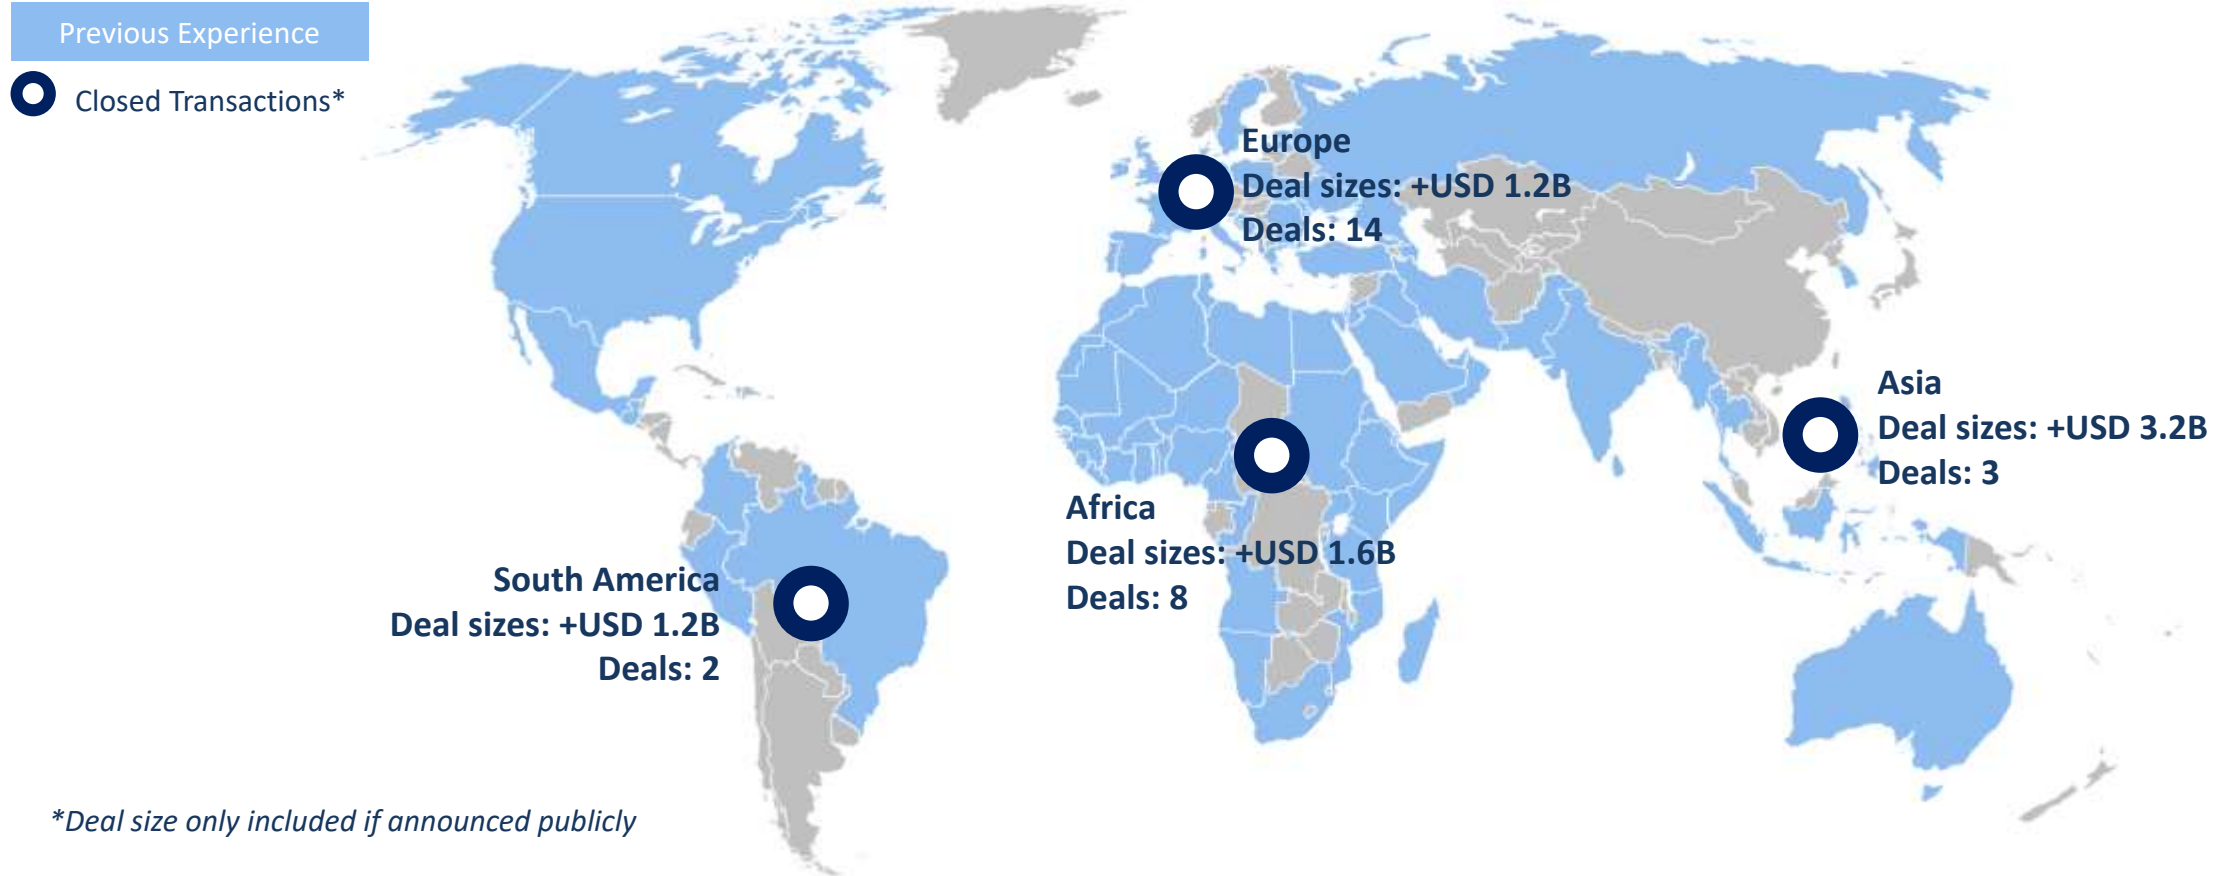 Previous Experience
Closed Transactions*
Europe
Deal sizes: +USD 1.2B
Deals: 14
Asia
Deal sizes: +USD 3.2B
Deals: 3
Africa
Deal sizes: +USD 1.6B
Deals: 8
South America
Deal sizes: +USD 1.2B
Deals: 2
*Deal size only included if announced publicly